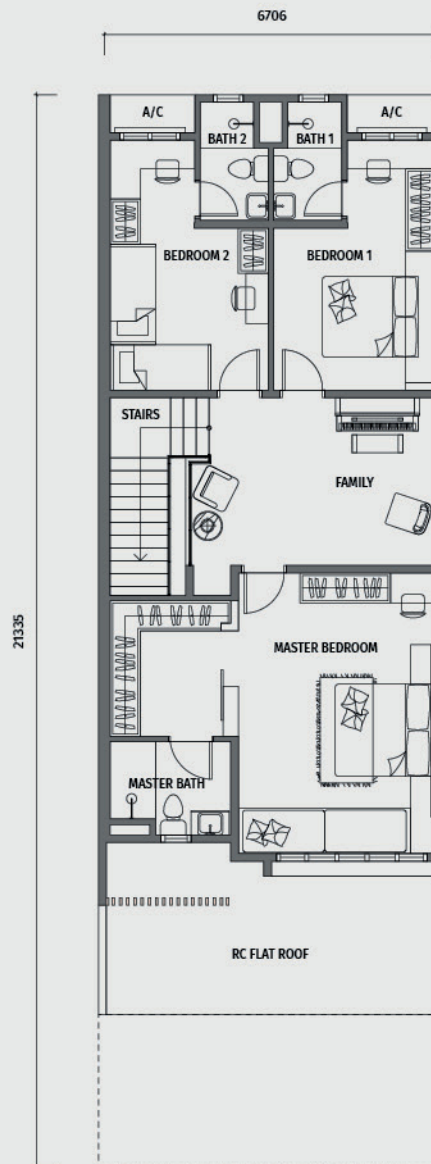 6706
A/C
A/C
BATH 2
BATH 1
BEDROOM 2
BEDROOM 1
STAIRS
FAMILY
21335
MASTER BEDROOM
MASTER BATH
RC FLAT ROOF